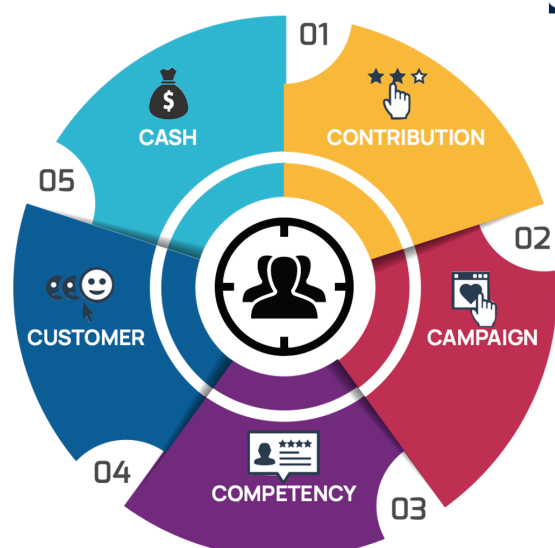 01
CONTRIBUTION
02
CAMPAIGN
03
COMPETENCY
04
CUSTOMER
05
CASH
$